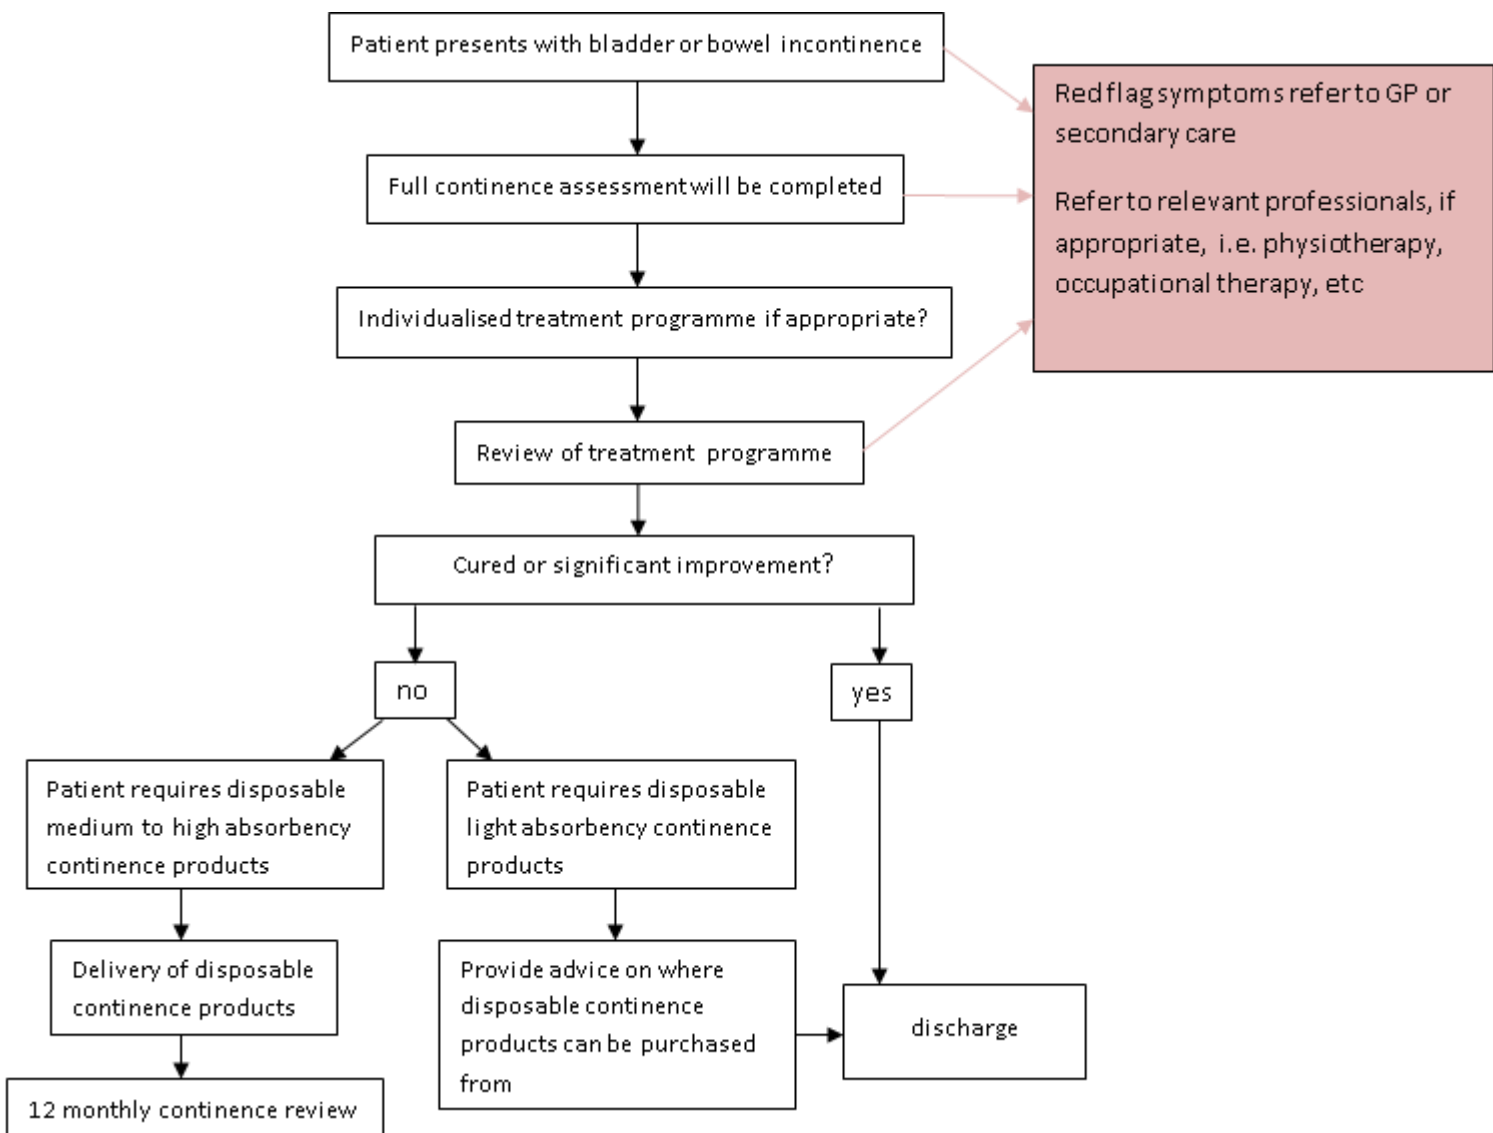 Patient presents with bladder or bowel incontinence
Red flag symptoms refer to GP or
secondary care
Refer to relevant professionals, if
appropriate, i.e. physiotherapy,
occupational therapy, etc
Full continence assessment will be completed
Individualised treatment programme if appropriate?
Review of treatment programme
Cured or significant improvement?
no
yes
Patient requires disposable
medium to high absorbency
continence products
Patient requires disposable
light absorbency continence
products
Delivery of disposable
continence products
Provide advice on where
disposable continence
products can be purchased
from
discharge
12 monthly continence review